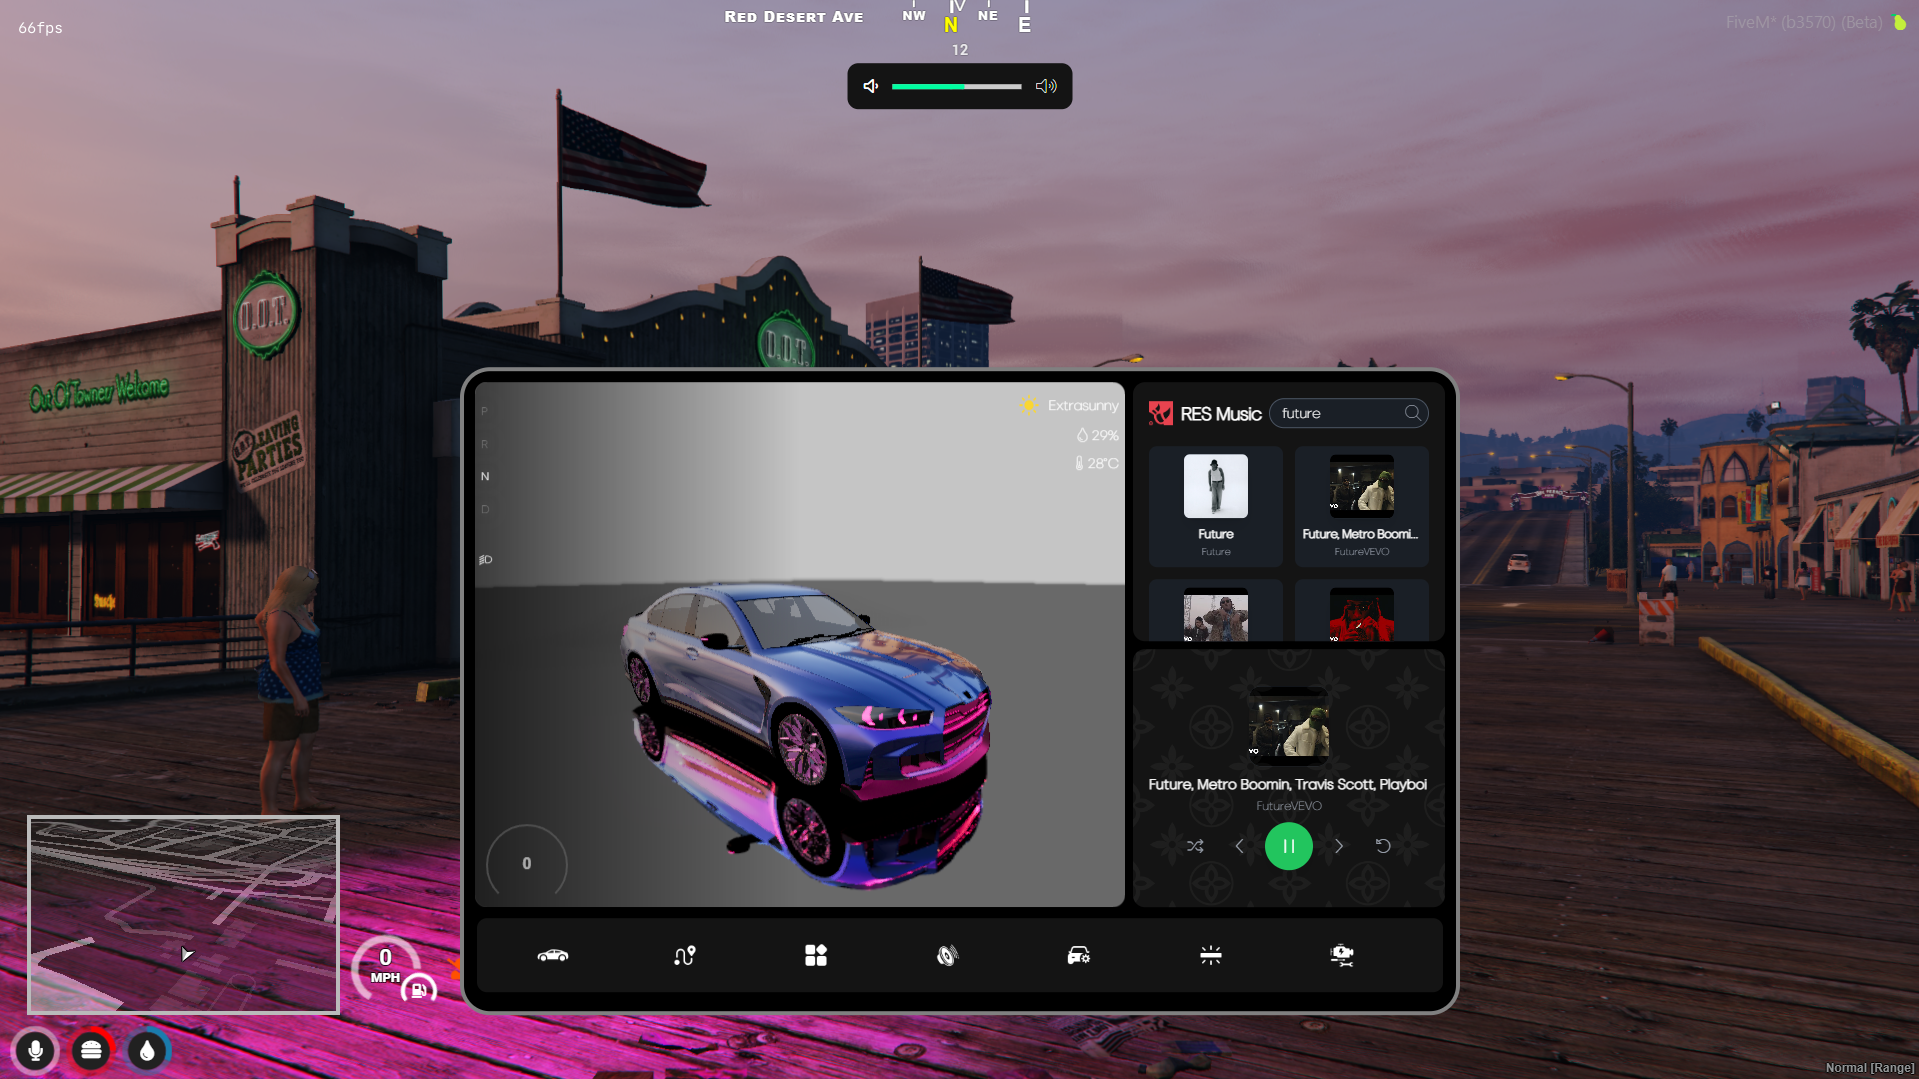 66fps
RED DESERT AVE
NW
N
NE
E
12
FiveM* (b3570) (Beta)
D.O.T.
D.D.T.
Out Of Towners Welcome
LEAVING
PARTIES
P
R
N
D
Extrasunny
29%
28°C
RES Music
future
Future
Future
Future, Metro Boomi...
FutureVEVO
Future, Metro Boomin, Travis Scott, Playboi
FutureVEVO
0
0
MPH
Normal [Range]